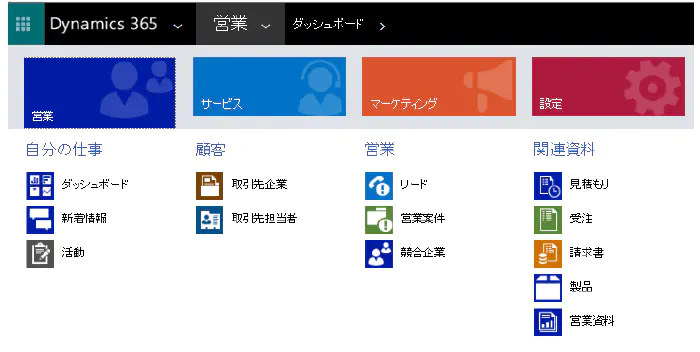 Dynamics 365 営業 ダッシュボード
営業 サービス マーケティング 設定
自分の仕事 顧客 営業 関連資料
ダッシュボード 取引先企業 リード 見積もり
新着情報 取引先担当者 営業案件 受注
活動 競合企業 請求書
製品
営業資料